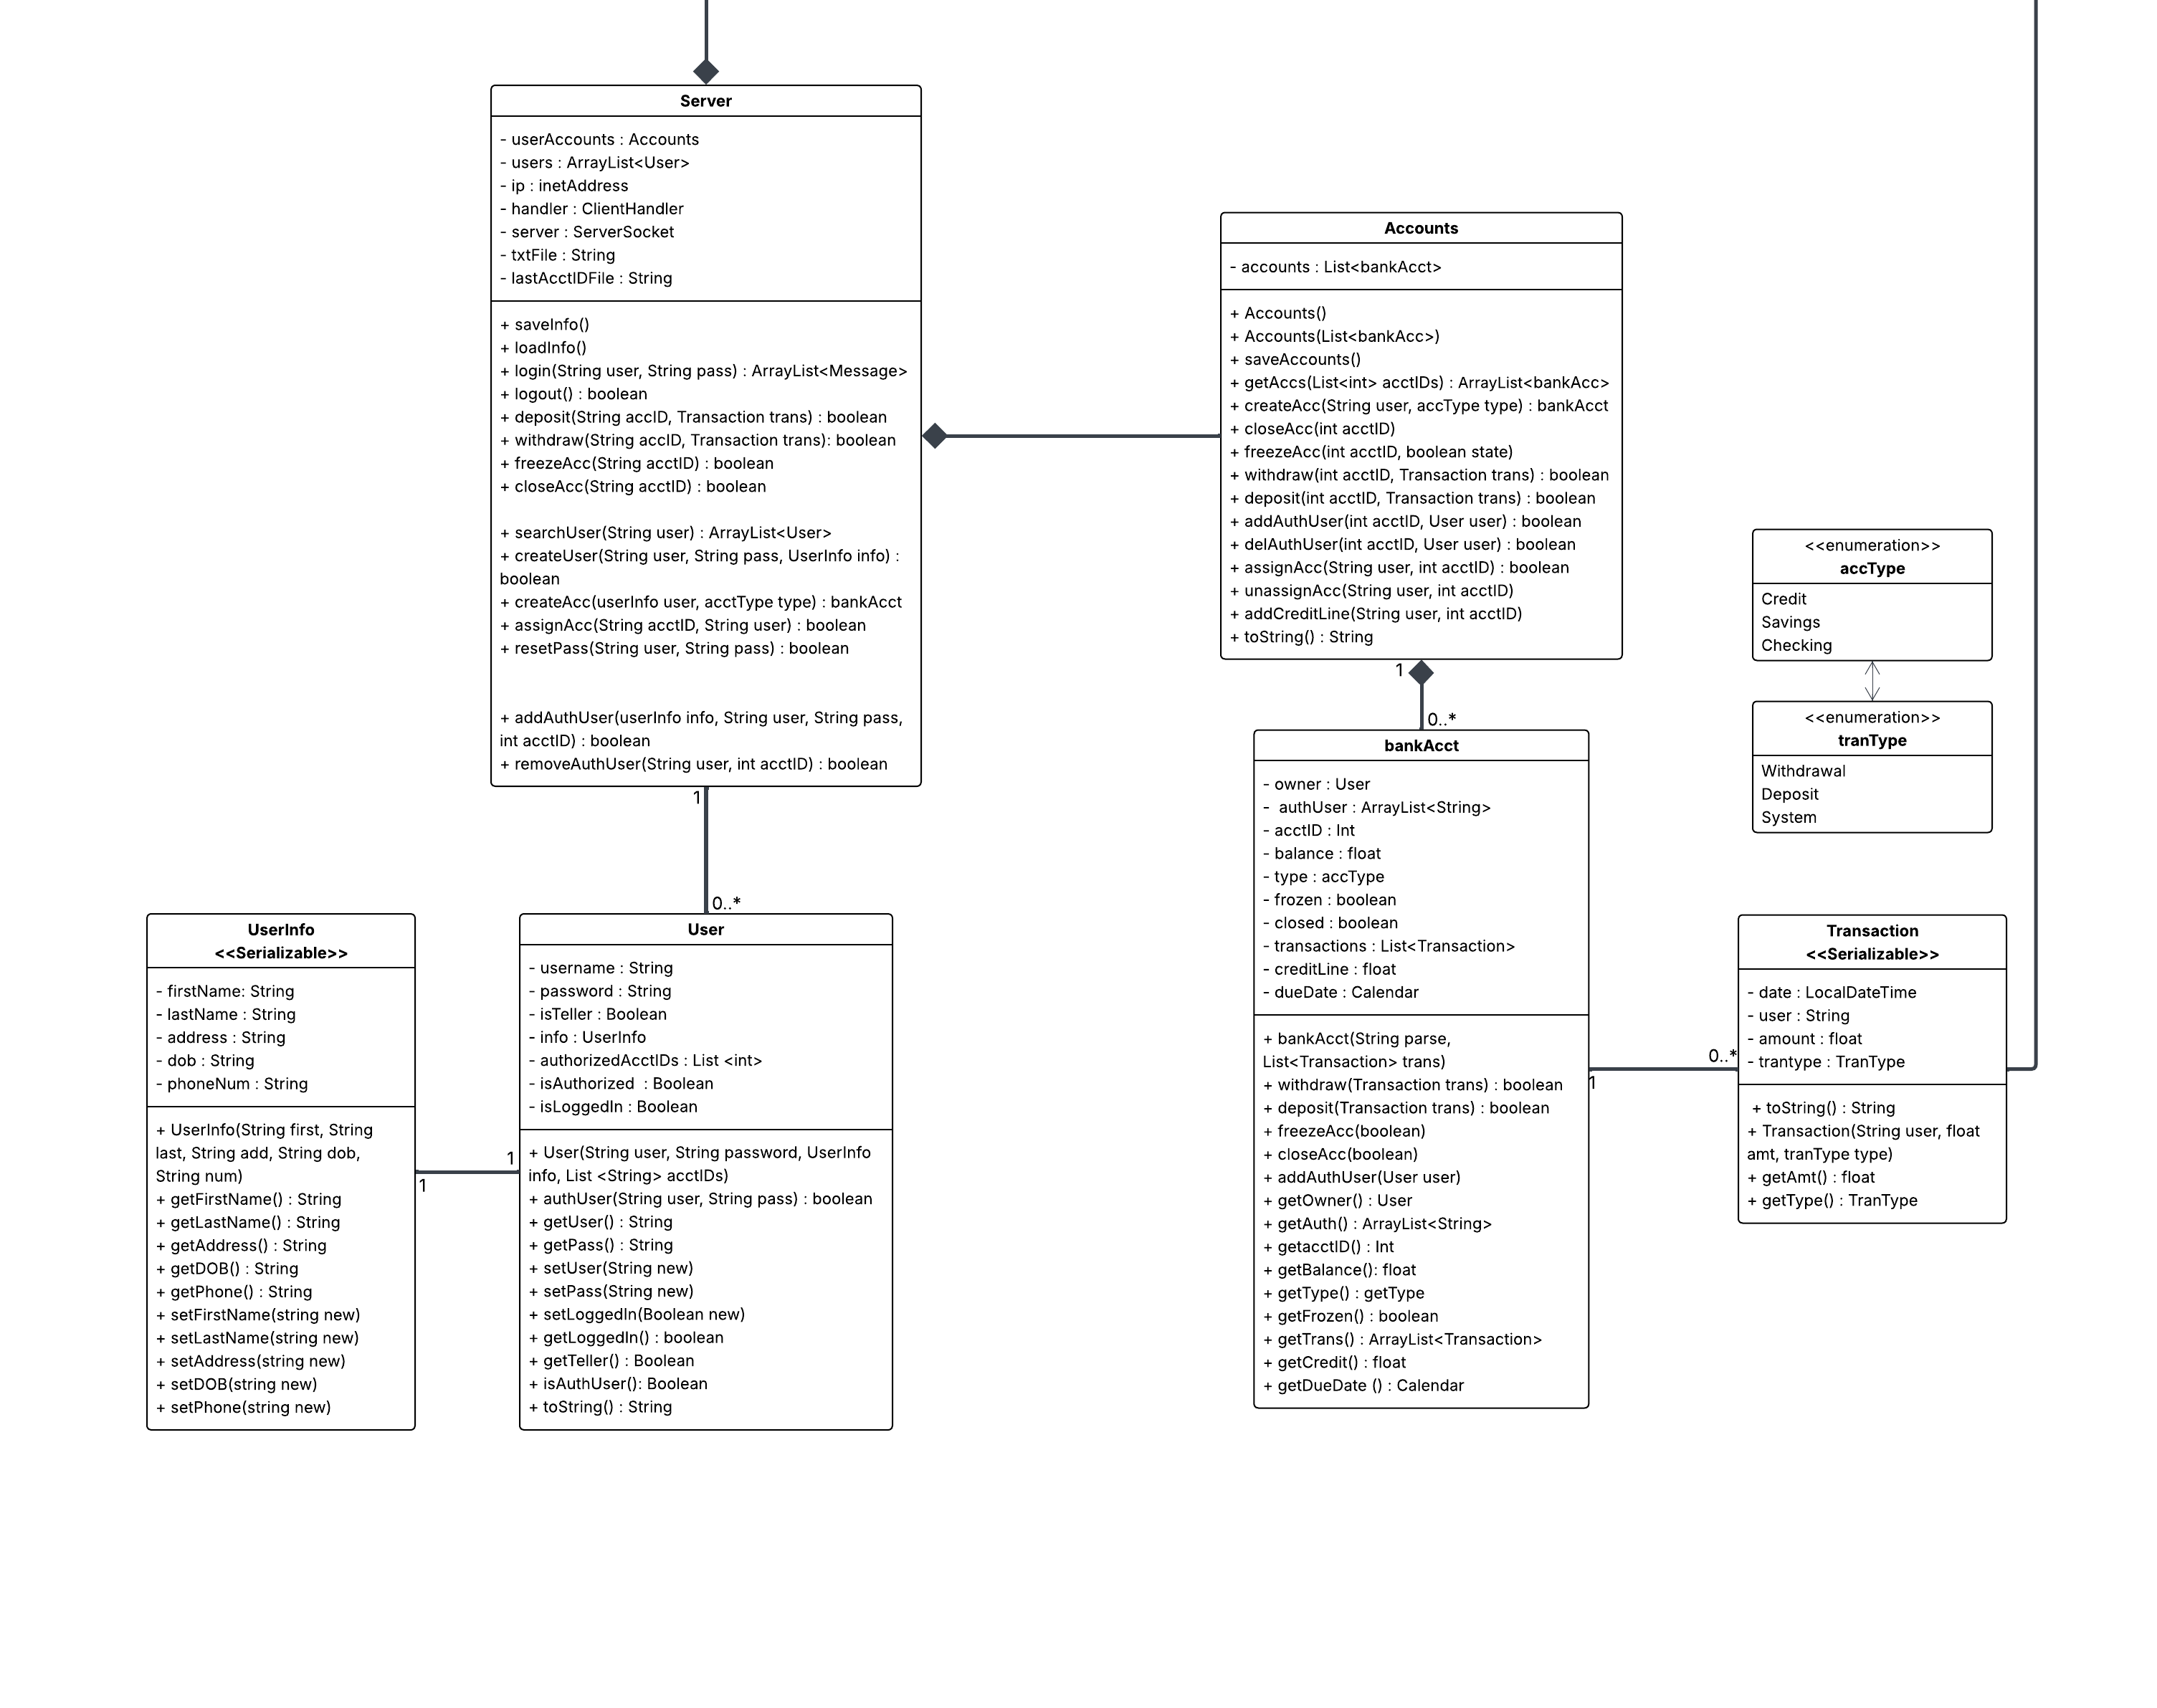 Server
- userAccounts : Accounts
- users : ArrayList<User>
- ip : inetAddress
- handler : ClientHandler
- server : ServerSocket
- txtFile : String
- lastAcctIDFile : String
+ saveInfo()
+ loadInfo()
+ login(String user, String pass) : ArrayList<Message>
+ logout() : boolean
+ deposit(String accID, Transaction trans) : boolean
+ withdraw(String accID, Transaction trans): boolean
+ freezeAcc(String acctID) : boolean
+ closeAcc(String acctID) : boolean
+ searchUser(String user) : ArrayList<User>
+ createUser(String user, String pass, UserInfo info) :
boolean
+ createAcc(userInfo user, acctType type) : bankAcct
+ assignAcc(String acctID, String user) : boolean
+ resetPass(String user, String pass) : boolean
+ addAuthUser(userInfo info, String user, String pass,
int acctID) : boolean
+ removeAuthUser(String user, int acctID) : boolean
1
0..*
Accounts
- accounts : List<bankAcct>
+ Accounts()
+ Accounts(List<bankAcc>)
+ saveAccounts()
+ getAccs(List<int> acctIDs) : ArrayList<bankAcc>
+ createAcc(String user, accType type) : bankAcct
+ closeAcc(int acctID)
+ freezeAcc(int acctID, boolean state)
+ withdraw(int acctID, Transaction trans) : boolean
+ deposit(int acctID, Transaction trans) : boolean
+ addAuthUser(int acctID, User user) : boolean
+ delAuthUser(int acctID, User user) : boolean
+ assignAcc(String user, int acctID) : boolean
+ unassignAcc(String user, int acctID)
+ addCreditLine(String user, int acctID)
+ toString() : String
1
0..*
<<enumeration>>
accType
Credit
Savings
Checking
<<enumeration>>
tranType
Withdrawal
Deposit
System
UserInfo
<<Serializable>>
- firstName: String
- lastName : String
- address : String
- dob : String
- phoneNum : String
+ UserInfo(String first, String
last, String add, String dob,
String num)
+ getFirstName() : String
+ getLastName() : String
+ getAddress() : String
+ getDOB() : String
+ getPhone() : String
+ setFirstName(string new)
+ setLastName(string new)
+ setAddress(string new)
+ setDOB(string new)
+ setPhone(string new)
1
1
User
- username : String
- password : String
- isTeller : Boolean
- info : UserInfo
- authorizedAcctIDs : List <int>
- isAuthorized  : Boolean
- isLoggedIn : Boolean
+ User(String user, String password, UserInfo
info, List <String> acctIDs)
+ authUser(String user, String pass) : boolean
+ getUser() : String
+ getPass() : String
+ setUser(String new)
+ setPass(String new)
+ setLoggedIn(Boolean new)
+ getLoggedIn() : boolean
+ getTeller() : Boolean
+ isAuthUser(): Boolean
+ toString() : String
bankAcct
- owner : User
-  authUser : ArrayList<String>
- acctID : Int
- balance : float
- type : accType
- frozen : boolean
- closed : boolean
- transactions : List<Transaction>
- creditLine : float
- dueDate : Calendar
+ bankAcct(String parse,
List<Transaction> trans)
+ withdraw(Transaction trans) : boolean
+ deposit(Transaction trans) : boolean
+ freezeAcc(boolean)
+ closeAcc(boolean)
+ addAuthUser(User user)
+ getOwner() : User
+ getAuth() : ArrayList<String>
+ getacctID() : Int
+ getBalance(): float
+ getType() : getType
+ getFrozen() : boolean
+ getTrans() : ArrayList<Transaction>
+ getCredit() : float
+ getDueDate () : Calendar
1
0..*
Transaction
<<Serializable>>
- date : LocalDateTime
- user : String
- amount : float
- trantype : TranType
+ toString() : String
+ Transaction(String user, float
amt, tranType type)
+ getAmt() : float
+ getType() : TranType